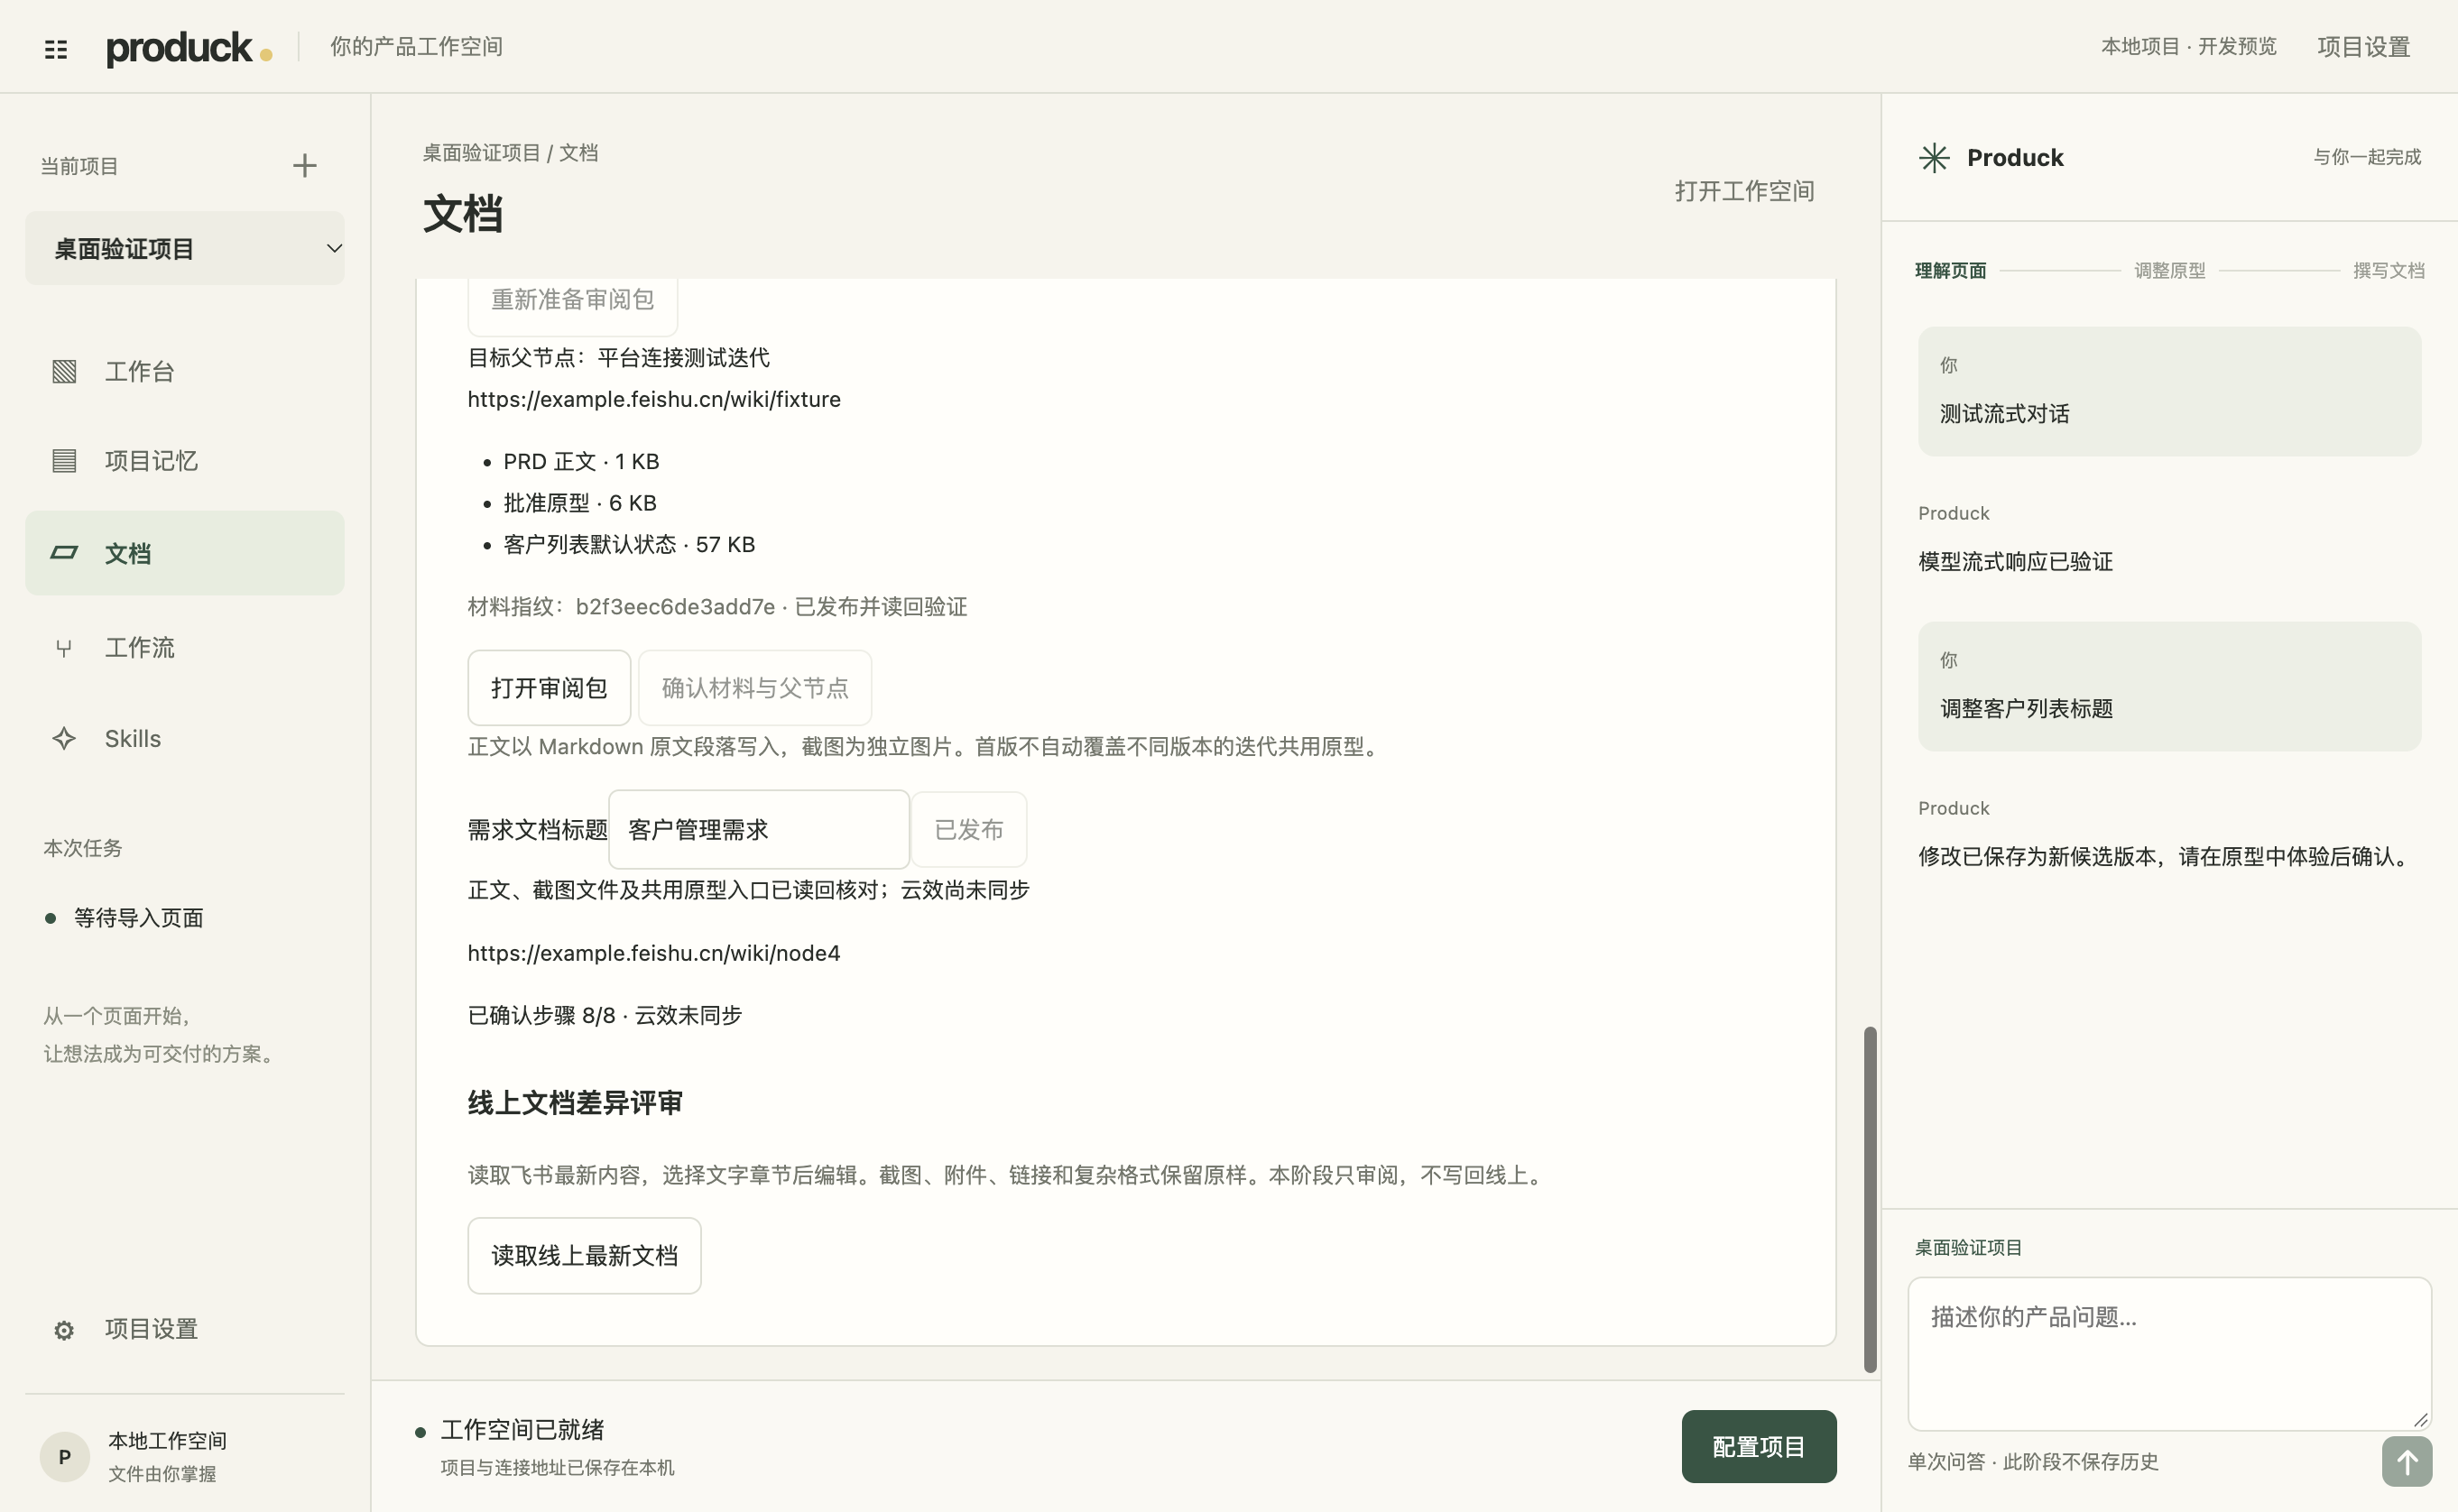 produck
你的产品工作空间
本地项目 · 开发预览
项目设置
当前项目
桌面验证项目
工作台
项目记忆
文档
工作流
Skills
本次任务
等待导入页面
从一个页面开始，
让想法成为可交付的方案。
项目设置
P
本地工作空间
文件由你掌握
桌面验证项目 / 文档
文档
打开工作空间
重新准备审阅包
目标父节点：平台连接测试迭代
https://example.feishu.cn/wiki/fixture
PRD 正文 · 1 KB
批准原型 · 6 KB
客户列表默认状态 · 57 KB
材料指纹：b2f3eec6de3add7e · 已发布并读回验证
打开审阅包
确认材料与父节点
正文以 Markdown 原文段落写入，截图为独立图片。首版不自动覆盖不同版本的迭代共用原型。
需求文档标题
客户管理需求
已发布
正文、截图文件及共用原型入口已读回核对；云效尚未同步
https://example.feishu.cn/wiki/node4
已确认步骤 8/8 · 云效未同步
线上文档差异评审
读取飞书最新内容，选择文字章节后编辑。截图、附件、链接和复杂格式保留原样。本阶段只审阅，不写回线上。
读取线上最新文档
工作空间已就绪
项目与连接地址已保存在本机
配置项目
Produck
与你一起完成
理解页面
调整原型
撰写文档
你
测试流式对话
Produck
模型流式响应已验证
你
调整客户列表标题
Produck
修改已保存为新候选版本，请在原型中体验后确认。
桌面验证项目
描述你的产品问题...
单次问答 · 此阶段不保存历史